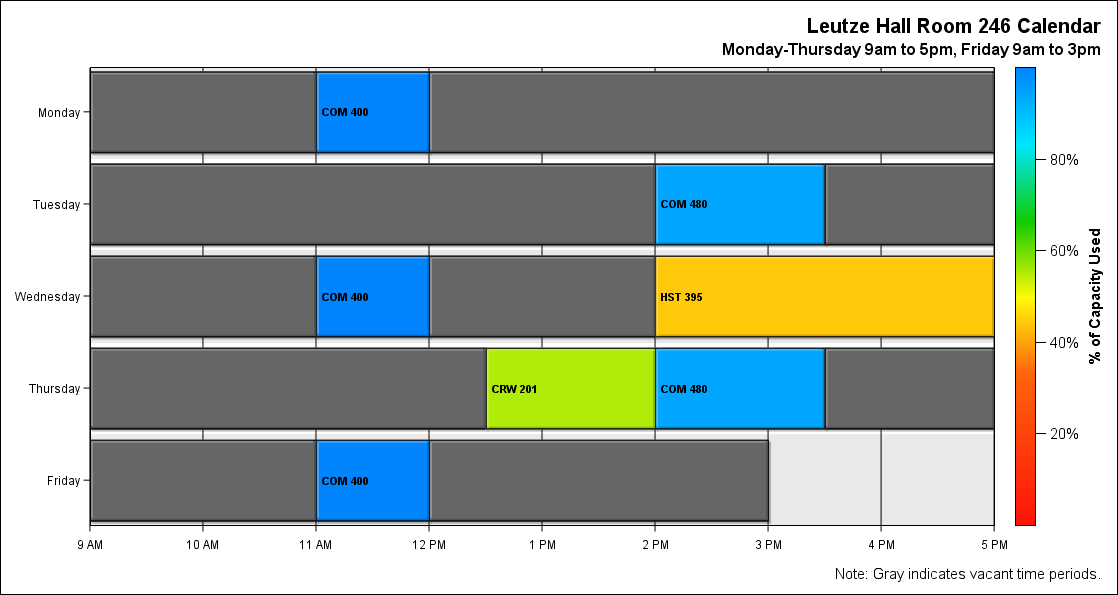 Leutze Hall Room 246 Calendar
Monday-Thursday 9am to 5pm, Friday 9am to 3pm
Monday
COM 400
Tuesday
COM 480
Wednesday
COM 400
HST 395
Thursday
CRW 201
COM 480
Friday
COM 400
9 AM
10 AM
11 AM
12 PM
1 PM
2 PM
3 PM
4 PM
5 PM
80%
60%
40%
20%
% of Capacity Used
Note: Gray indicates vacant time periods.